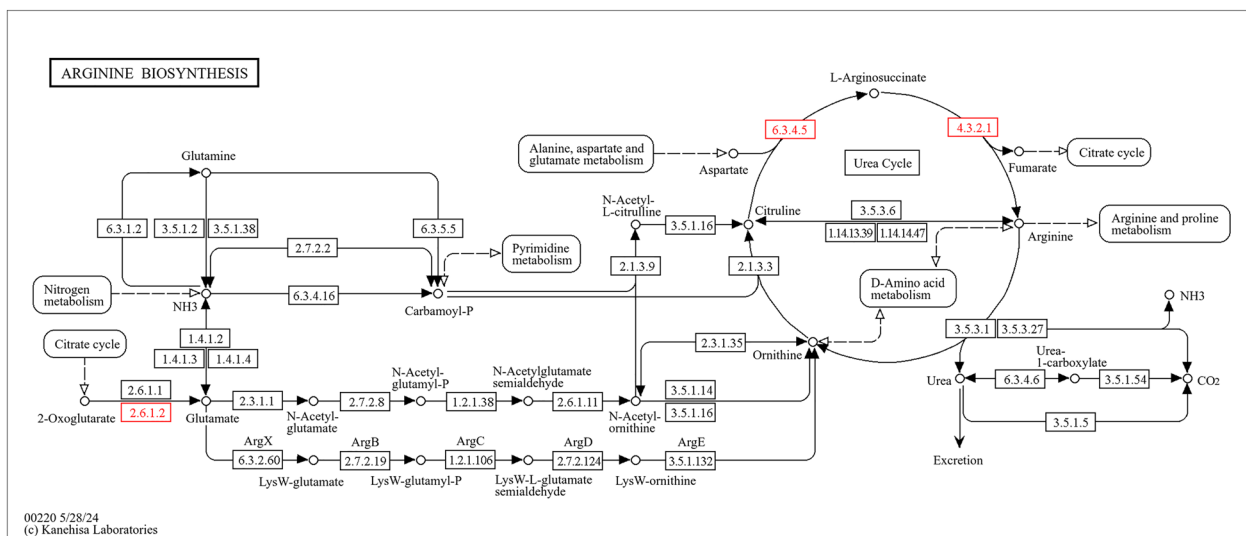 ARGININE BIOSYNTHESIS
L-Arginosuccinate
6.3.4.5
4.3.2.1
Alanine, aspartate and
glutamate metabolism
Aspartate
Urea Cycle
Fumarate
Citrate cycle
Glutamine
N-Acetyl-
L-citrulline
6.3.1.2
3.5.1.2
3.5.1.38
6.3.5.5
3.5.1.16
Citruline
3.5.3.6
1.14.13.39
1.14.14.47
Arginine
Arginine and proline
metabolism
2.7.2.2
Pyrimidine
metabolism
2.1.3.9
2.1.3.3
D-Amino acid
metabolism
Nitrogen
metabolism
NH3
6.3.4.16
Carbamoyl-P
NH3
1.4.1.2
1.4.1.3
1.4.1.4
Citrate cycle
2.3.1.35
Ornithine
3.5.3.1
3.5.3.27
Urea-
1-carboxylate
Urea
6.3.4.6
3.5.1.54
CO2
2-Oxoglutarate
2.6.1.1
2.6.1.2
Glutamate
2.3.1.1
N-Acetyl-
glutamate
2.7.2.8
N-Acetyl-
glutamyl-P
1.2.1.38
N-Acetylglutamate
semialdehyde
2.6.1.11
N-Acetyl-
ornithine
3.5.1.14
3.5.1.16
3.5.1.5
Excretion
ArgX
6.3.2.60
LysW-glutamate
ArgB
2.7.2.19
LysW-glutamyl-P
ArgC
1.2.1.106
LysW-L-glutamate
semialdehyde
ArgD
2.7.2.124
LysW-ornithine
ArgE
3.5.1.132
00220 5/28/24
(c) Kanehisa Laboratories